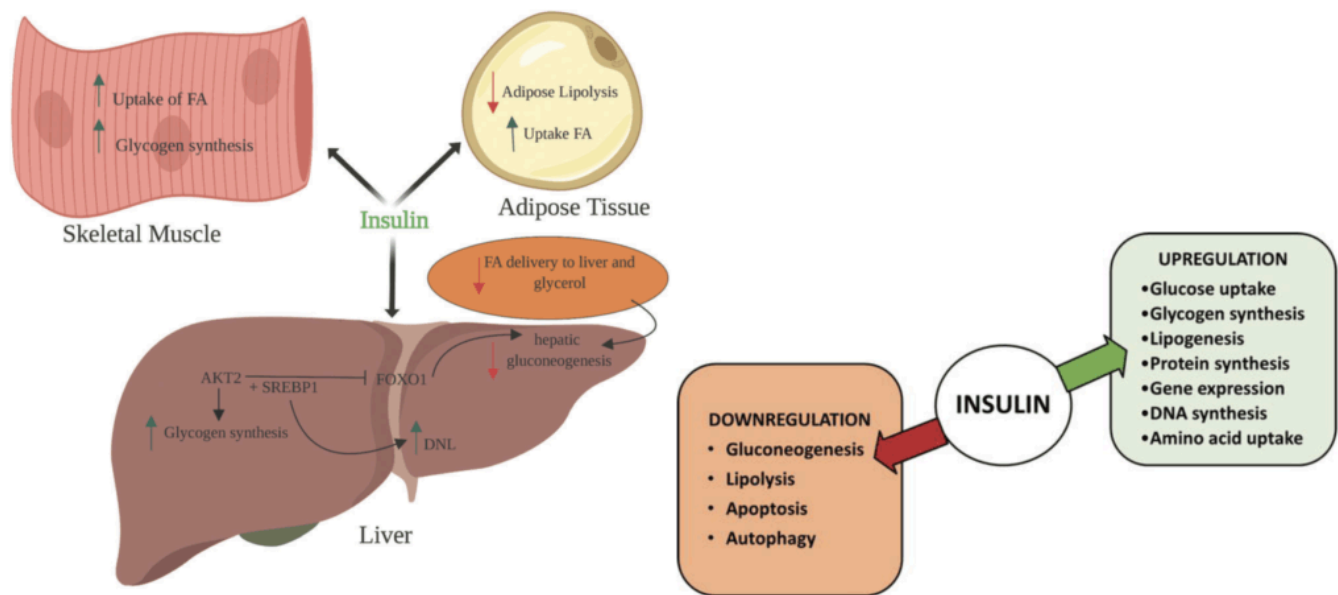 Uptake of FA
Glycogen synthesis
Skeletal Muscle
Adipose Lipolysis
Uptake FA
Adipose Tissue
Insulin
FA delivery to liver and
glycerol
hepatic
gluconeogenesis
AKT2
+ SREBP1
FOXO1
Glycogen synthesis
DNL
Liver
INSULIN
UPREGULATION
•Glucose uptake
•Glycogen synthesis
•Lipogenesis
•Protein synthesis
•Gene expression
•DNA synthesis
•Amino acid uptake
DOWNREGULATION
• Gluconeogenesis
• Lipolysis
• Apoptosis
• Autophagy